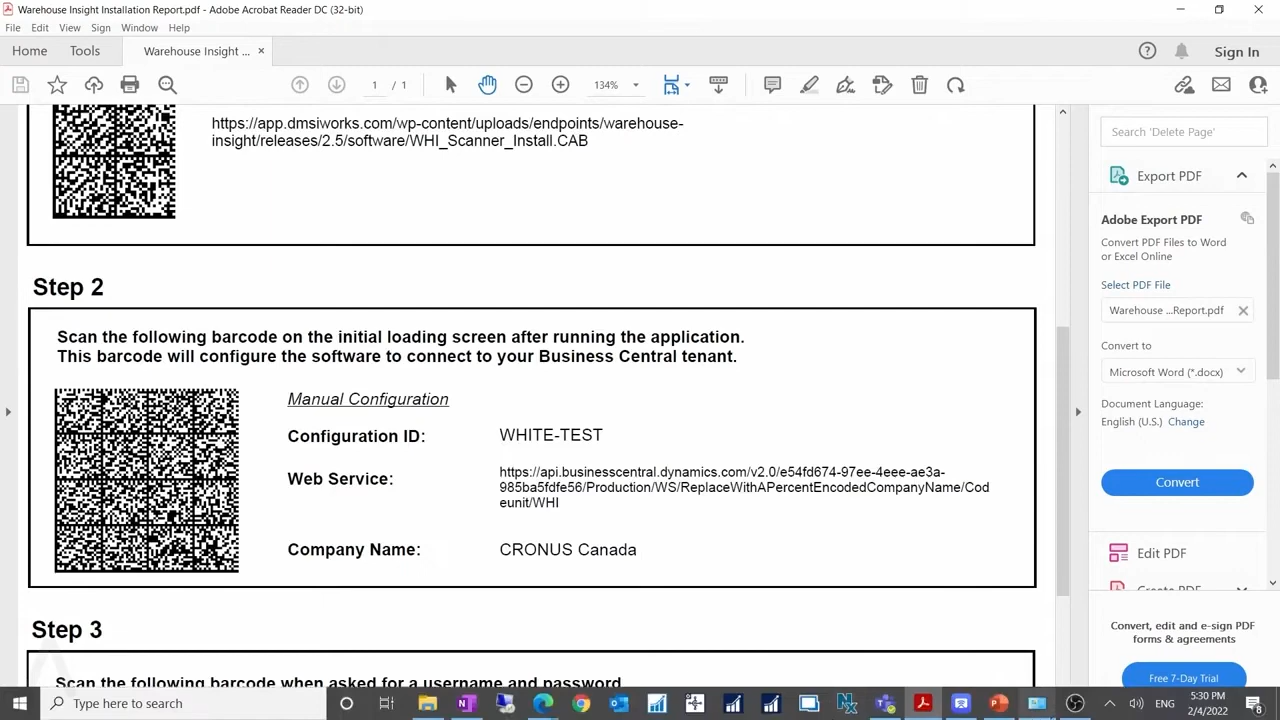 Warehouse Insight Installation Report.pdf - Adobe Acrobat Reader DC (32-bit)
File Edit View Sign Window Help
Home Tools Warehouse Insight ... × Sign In
1 / 1 134%
https://app.dmsiworks.com/wp-content/uploads/endpoints/warehouse-
insight/releases/2.5/software/WHI_Scanner_Install.CAB
Step 2
Scan the following barcode on the initial loading screen after running the application.
This barcode will configure the software to connect to your Business Central tenant.
Manual Configuration
Configuration ID: WHITE-TEST
Web Service: https://api.businesscentral.dynamics.com/v2.0/e54fd674-97ee-4eee-ae3a-
985ba5fdfe56/Production/WS/ReplaceWithAPercentEncodedCompanyName/Cod
eunit/WHI
Company Name: CRONUS Canada
Step 3
Scan the following barcode when asked for a username and password
Search 'Delete Page'
Export PDF
Adobe Export PDF
Convert PDF Files to Word
or Excel Online
Select PDF File
Warehouse ...Report.pdf
Convert to
Microsoft Word (*.docx)
Document Language:
English (U.S.) Change
Convert
Edit PDF
Create PDF
Convert, edit and e-sign PDF
forms & agreements
Free 7-Day Trial
Type here to search
ENG
5:30 PM
2/4/2022
8